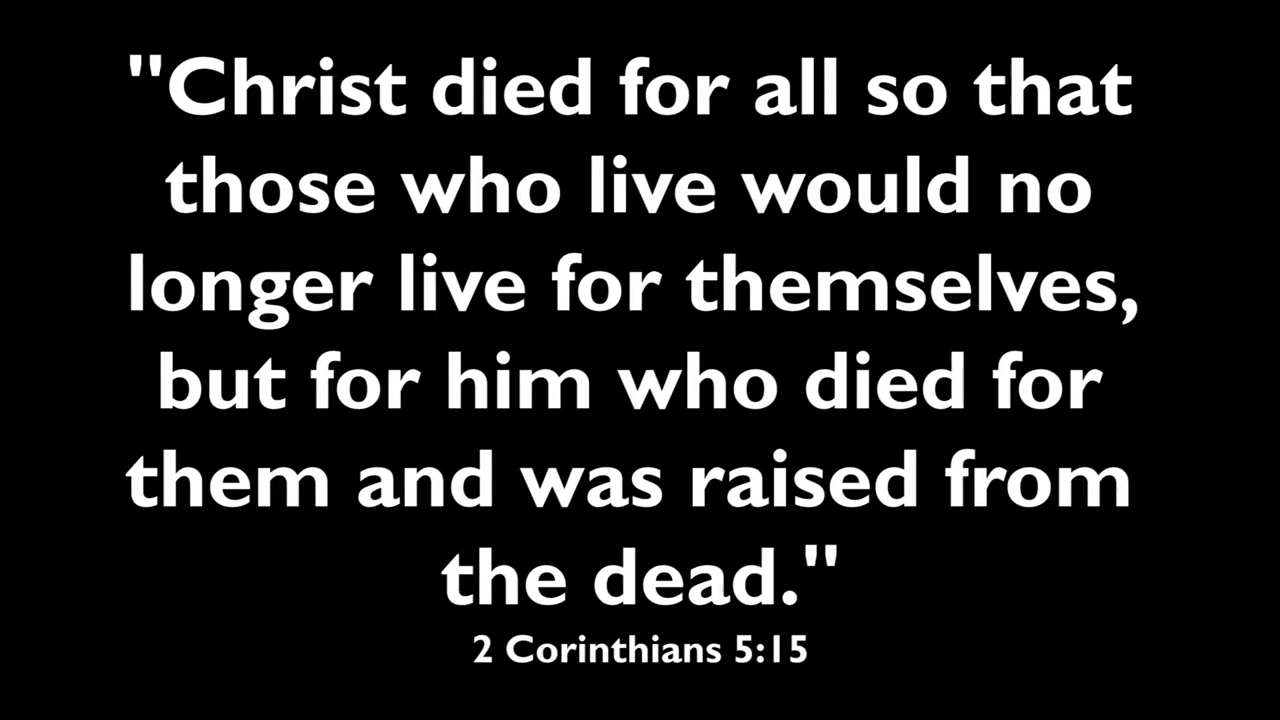 "Christ died for all so that
those who live would no
longer live for themselves,
but for him who died for
them and was raised from
the dead."
2 Corinthians 5:15